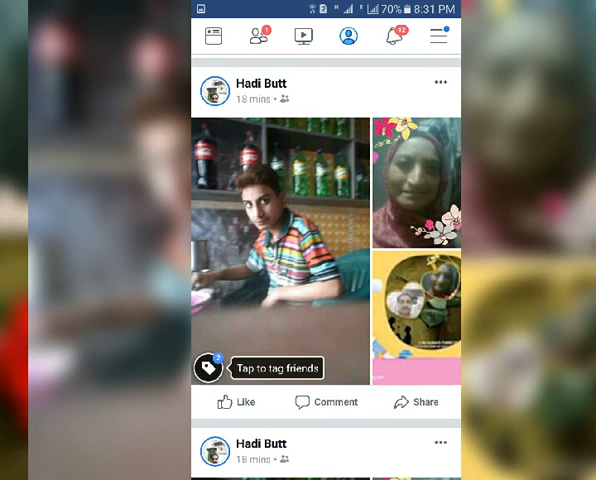 70% 8:31 PM
1
12
Hadi Butt
18 mins •
2
Tap to tag friends
Like Comment Share
Hadi Butt
18 mins •